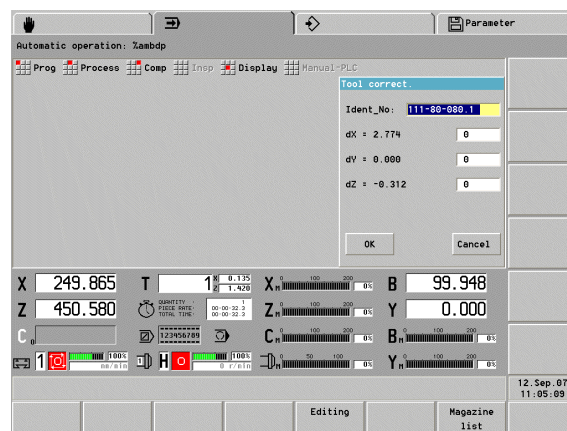 Parameter
Automatic operation: %ambdp
Prog Process Comp Insp Display Manual-PLC
Tool correct.
Ident_No: 111-80-080.1
dX = 2.774 0
dY = 0.000 0
dZ = -0.312 0
OK Cancel
X 249.865 T 1 X 0.135 Z 1.420 X M 0 100 200 0% B 99.948
Z 450.580 QUANTITY : 1 PIECE RATE: 00:00:32.3 TOTAL TIME: 00:00:32.3 Z M 0 100 200 0% Y 0.000
C 0 123456789 C M 0 100 200 0% B M 0 100 200 0%
1 100% mm/min 1 H 0 100% 0 r/min M 0 50 100 0% Y M 0 100 200 0%
12.Sep.07
11:05:09
Editing Magazine
list